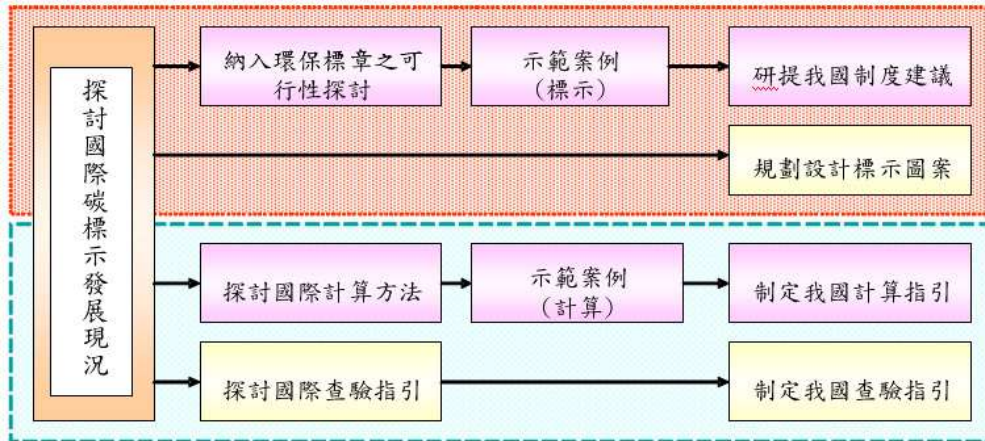 探討國際碳標示發展現況
納入環保標章之可
行性探討
示範案例
(標示)
研提我國制度建議
規劃設計標示圖案
探討國際計算方法
示範案例
(計算)
制定我國計算指引
探討國際查驗指引
制定我國查驗指引